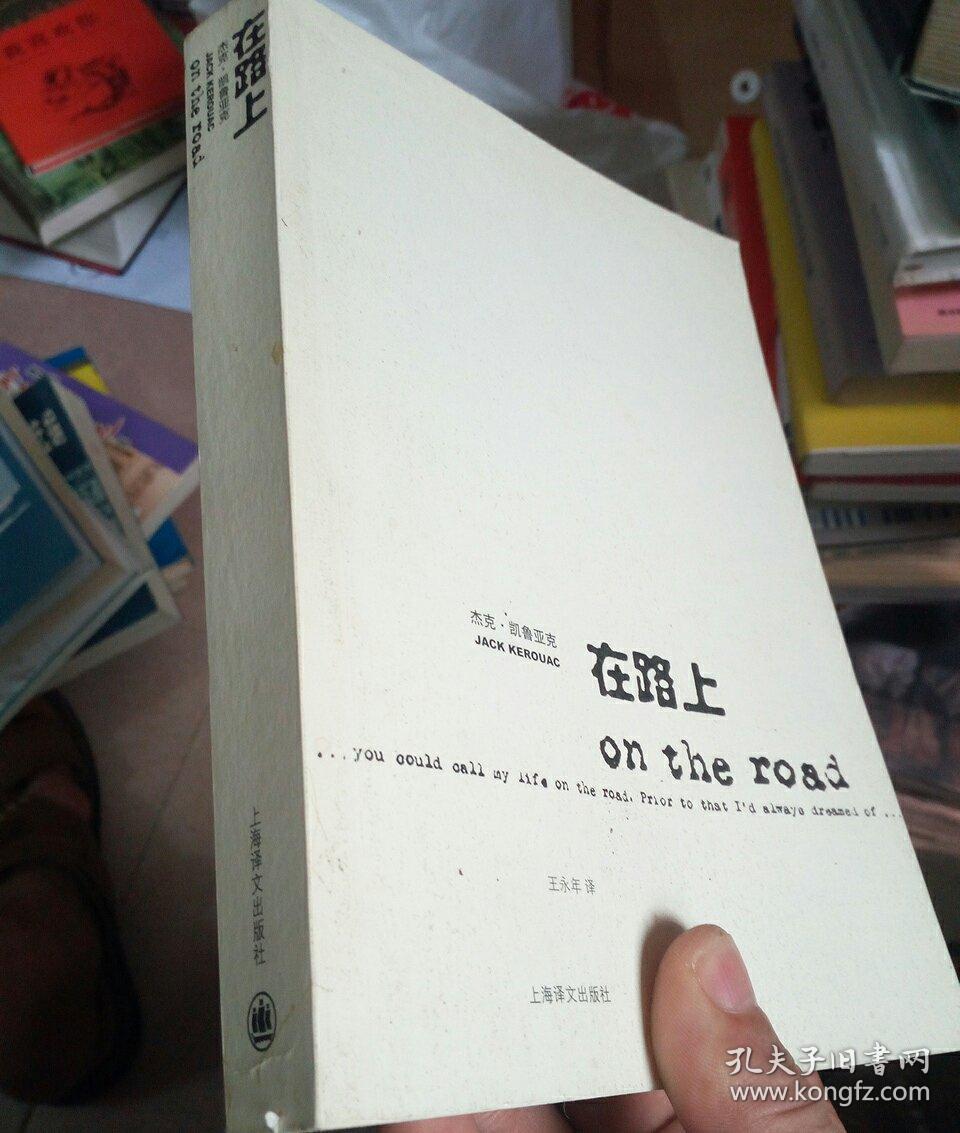 在路上
杰克·凯鲁亚克
JACK KEROUAC
on the road
上海译文出版社
杰克·凯鲁亚克
JACK KEROUAC
在路上
on the road
...you could call my life on the road. Prior to that I'd always dreamed of ...
王永年 译
上海译文出版社
孔夫子旧书网
www.kongfz.com